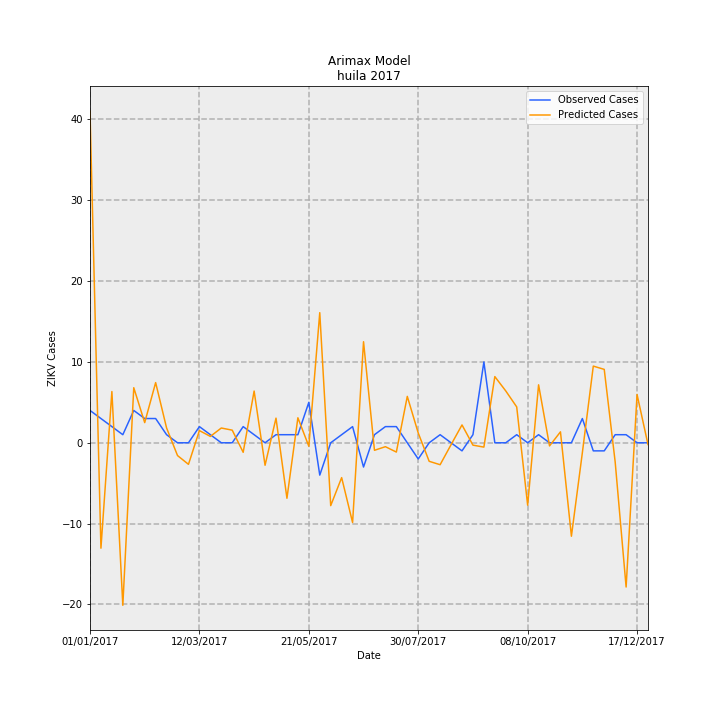 Arimax Model
huila 2017
Observed Cases
Predicted Cases
40
30
20
10
0
−10
−20
ZIKV Cases
01/01/2017 12/03/2017 21/05/2017 30/07/2017 08/10/2017 17/12/2017
Date